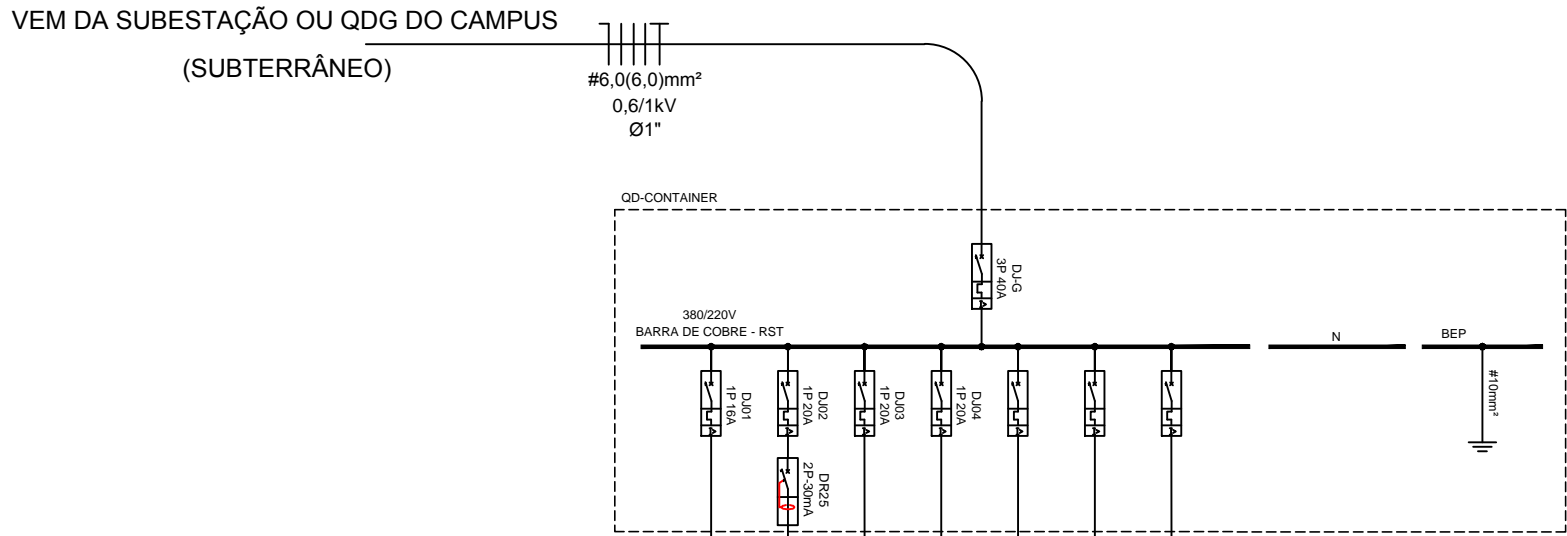 VEM DA SUBESTAÇÃO OU QDG DO CAMPUS
(SUBTERRÂNEO)
#6,0(6,0)mm²
0,6/1kV
Ø1"
QD-CONTAINER
DJ-G
3P 40A
380/220V
BARRA DE COBRE - RST
N
BEP
#10mm²
DJ01
1P 16A
DJ02
1P 20A
DJ03
1P 20A
DJ04
1P 20A
DR25
2P-30mA